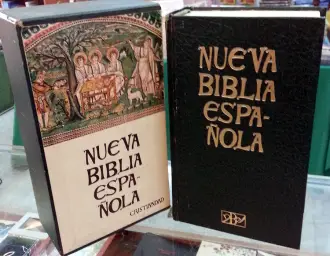 NUEVA
BIBLIA
ESPA-
ÑOLA
CRISTIANDAD
NUEVA
BIBLIA
ESPA-
ÑOLA